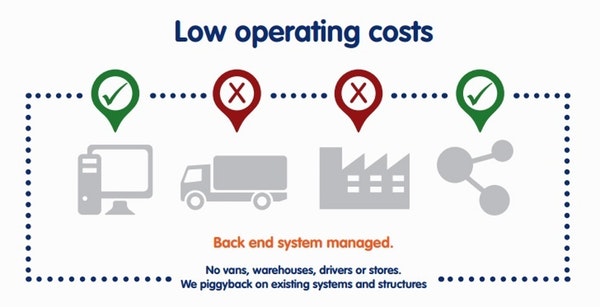 Low operating costs
X X
Back end system managed.
No vans, warehouses, drivers or stores.
We piggyback on existing systems and structures